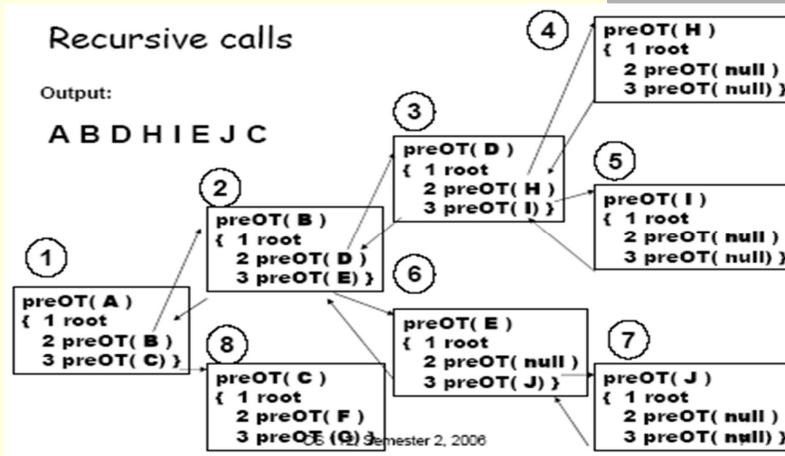 Recursive calls
Output:
A B D H I E J C
1
preOT( A )
{ 1 root
2 preOT( B )
3 preOT( C) }
2
preOT( B )
{ 1 root
2 preOT( D )
3 preOT( E) }
3
preOT( D )
{ 1 root
2 preOT( H )
3 preOT( I) }
4
preOT( H )
{ 1 root
2 preOT( null )
3 preOT( null) }
5
preOT( I )
{ 1 root
2 preOT( null )
3 preOT( null) }
6
preOT( E )
{ 1 root
2 preOT( null )
3 preOT( J) }
7
preOT( J )
{ 1 root
2 preOT( null )
3 preOT( null) }
8
preOT( C )
{ 1 root
2 preOT( F )
3 preOT (G) }
Semester 2, 2006